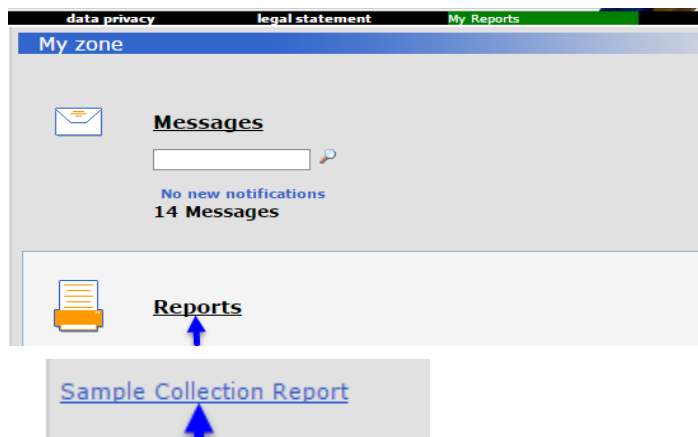 data privacy legal statement My Reports
My zone
Messages
No new notifications
14 Messages
Reports
Sample Collection Report